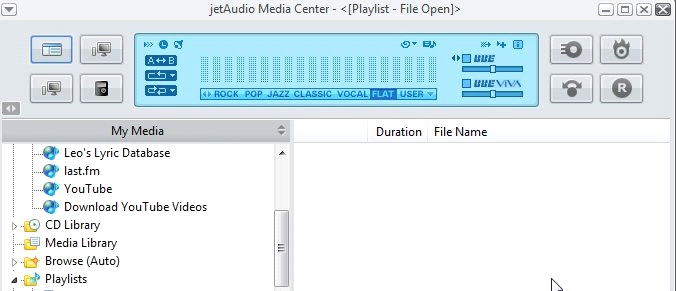 jetAudio Media Center - <[Playlist - File Open]>
A↔B
BBE
BBE ViVA
ROCK POP JAZZ CLASSIC VOCAL FLAT USER
R
My Media
Duration File Name
Leo's Lyric Database
last.fm
YouTube
Download YouTube Videos
CD Library
Media Library
Browse (Auto)
Playlists